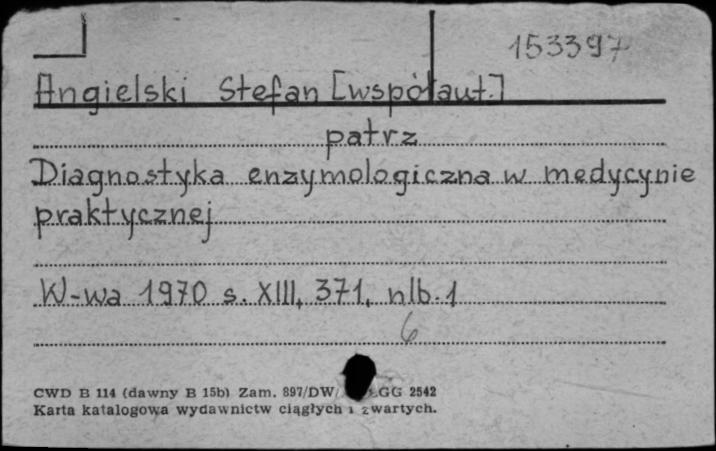 153397
Angielski Stefan [współaut.]
patrz
Diagnostyka enzymologiczna w medycynie
praktycznej
W-wa 1970 s. XIII, 371, nlb. 1
6
CWD B 114 (dawny B 15b) Zam. 897/DW/ GG 2542
Karta katalogowa wydawnictw ciągłych i zwartych.